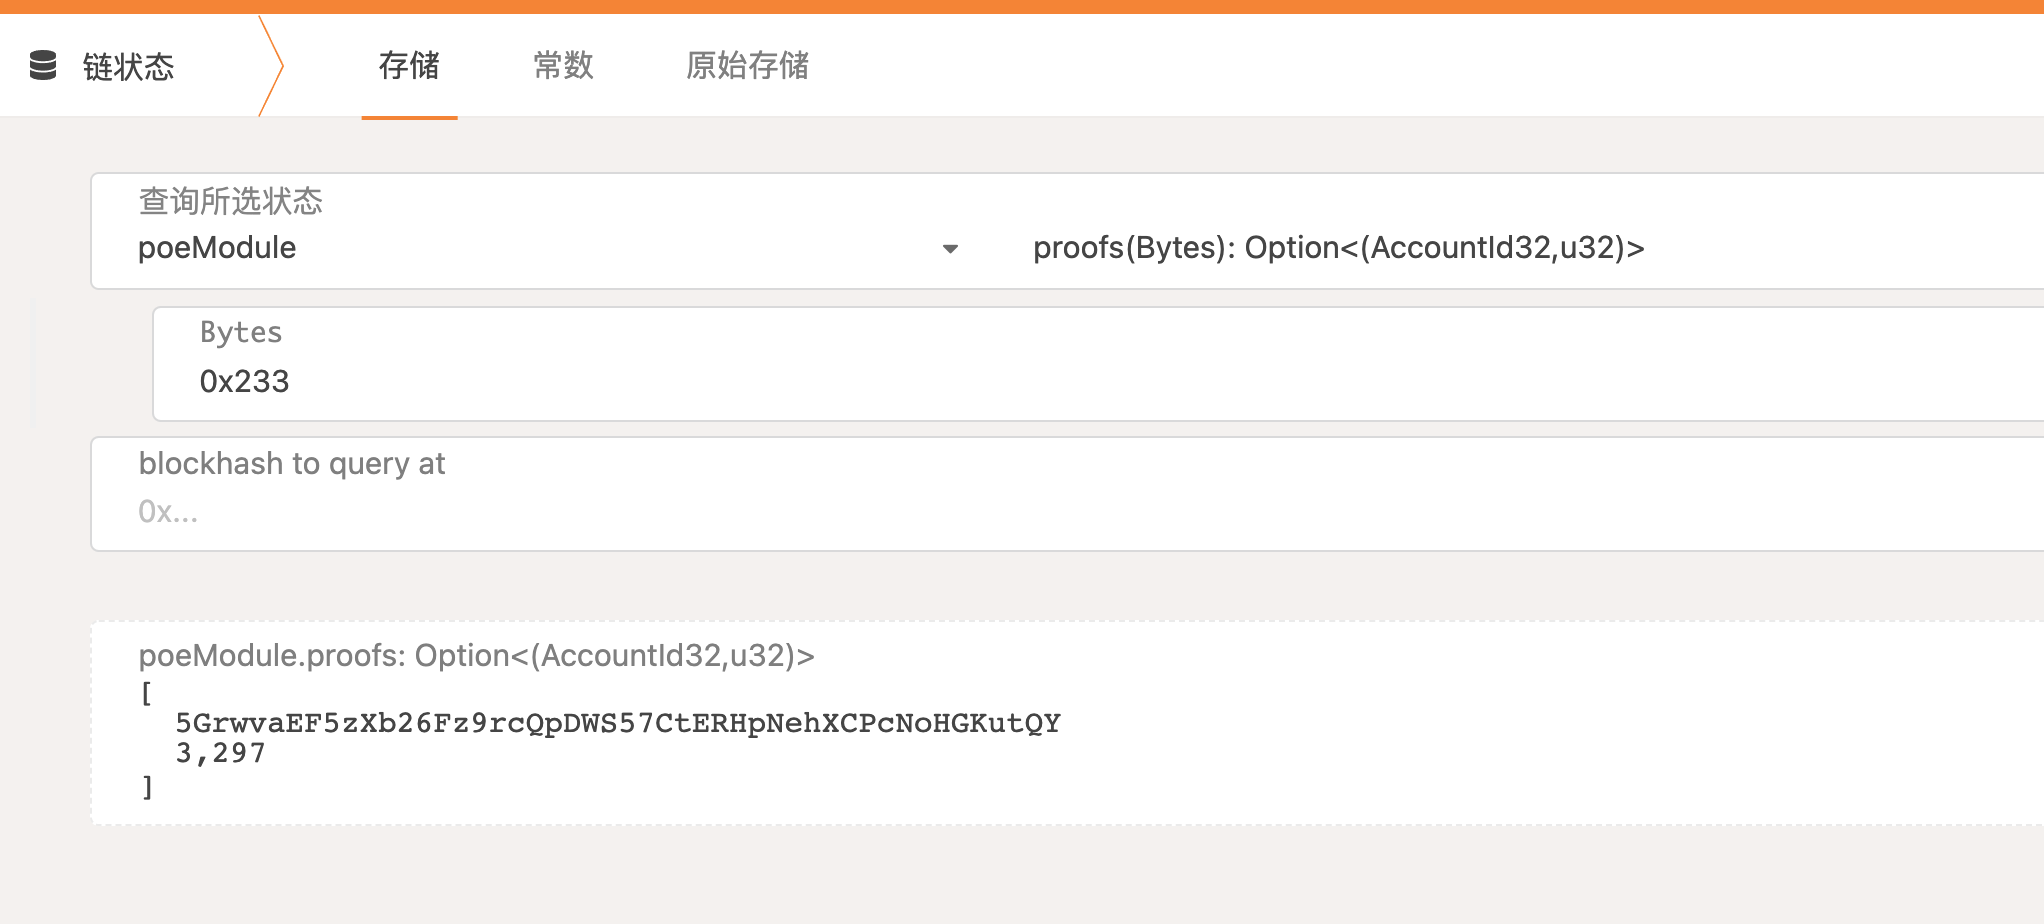 链状态
存储 常数 原始存储
查询所选状态
poeModule
proofs(Bytes): Option<(AccountId32,u32)>
Bytes
0x233
blockhash to query at
0x...
poeModule.proofs: Option<(AccountId32,u32)>
[
5GrwvaEF5zXb26Fz9rcQpDWS57CtERHpNehXCPcNoHGKutQY
3,297
]